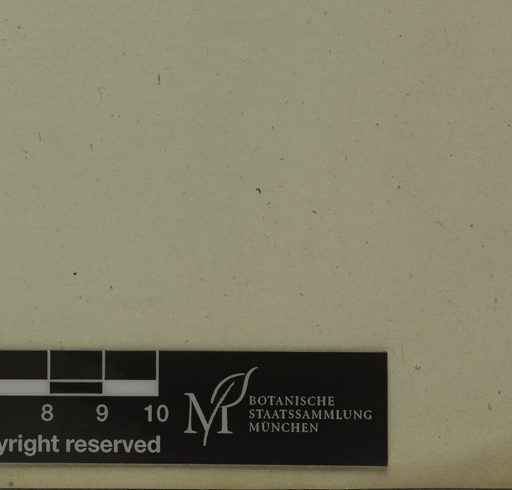 8 9 10
yright reserved
BOTANISCHE
STAATSSAMMLUNG
MÜNCHEN